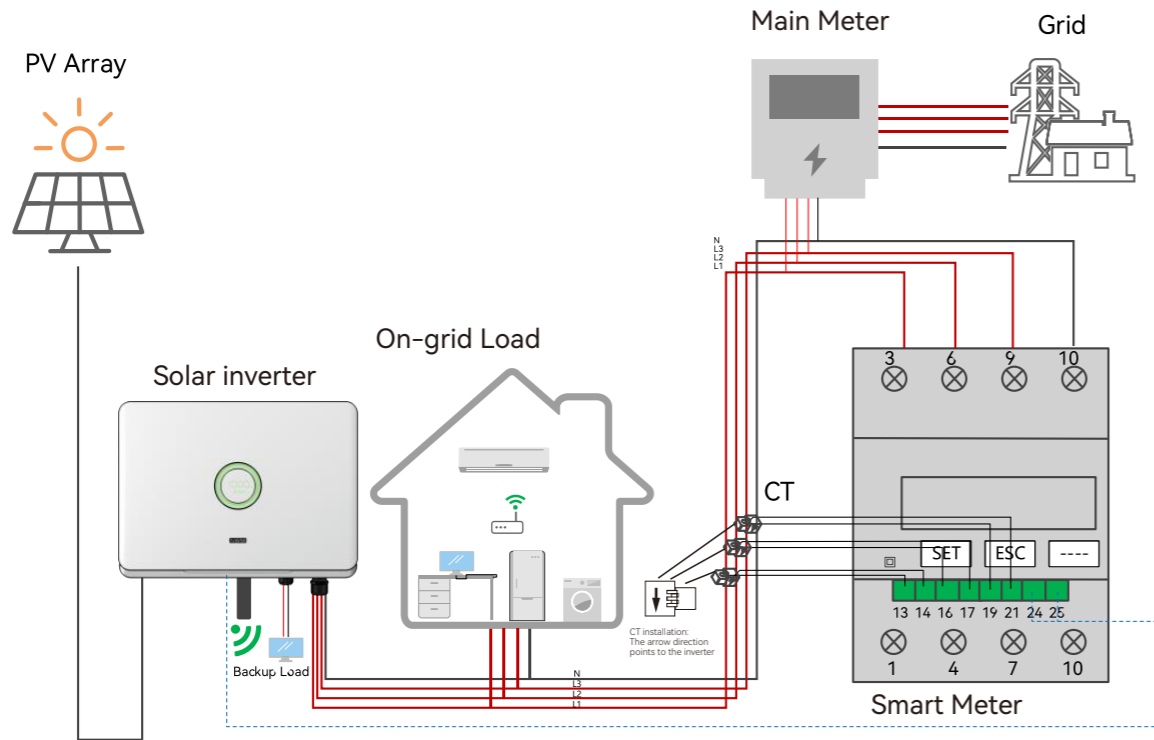 Main Meter
Grid
PV Array
N
L3
L2
L1
On-grid Load
Solar inverter
3
6
9
10
CT
SET
ESC
----
13
14
16
17
19
21
24
25
CT installation:
The arrow direction
points to the inverter
1
4
7
10
Backup Load
N
L3
L2
L1
Smart Meter